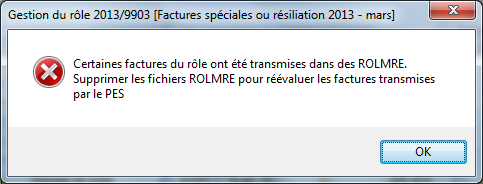 Gestion du rôle 2013/9903 [Factures spéciales ou résiliation 2013 - mars]
Certaines factures du rôle ont été transmises dans des ROLMRE.
Supprimer les fichiers ROLMRE pour réévaluer les factures transmises
par le PES
OK